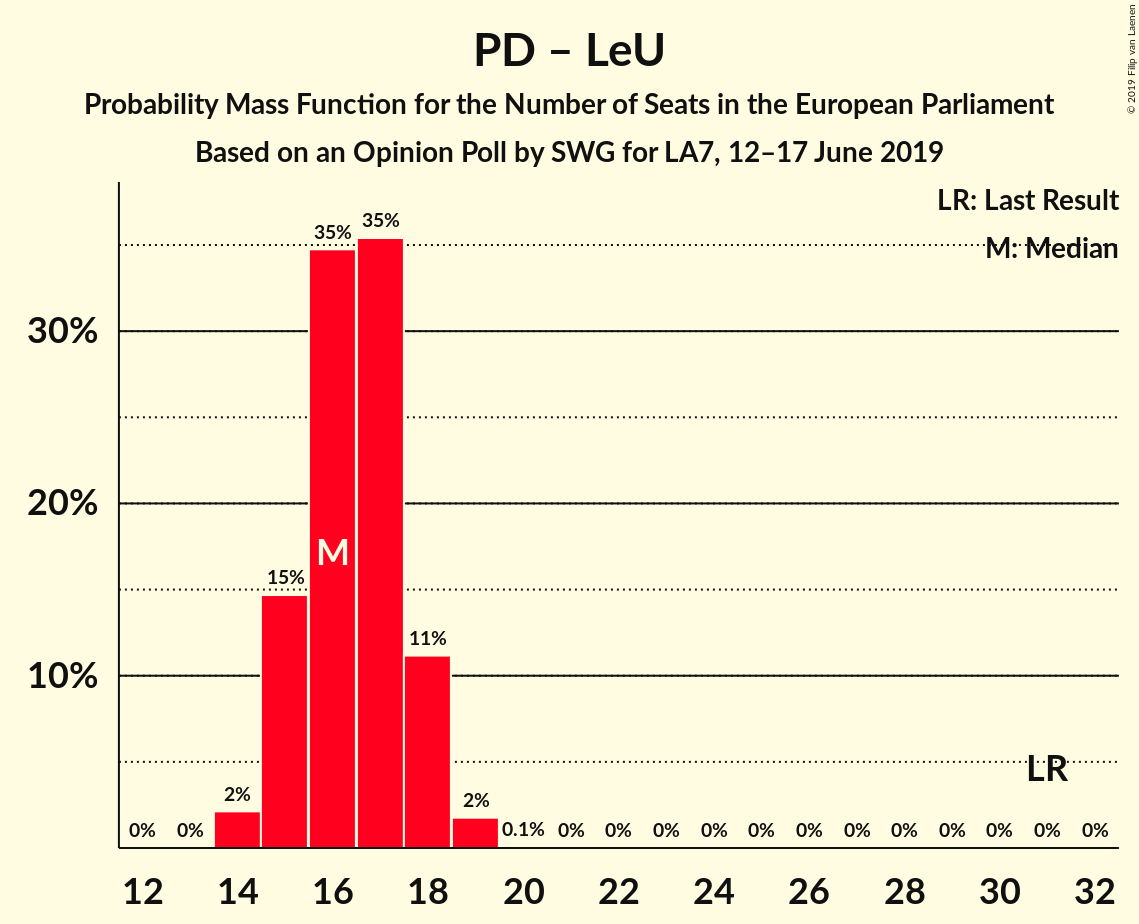 PD – LeU
Probability Mass Function for the Number of Seats in the European Parliament
Based on an Opinion Poll by SWG for LA7, 12–17 June 2019
© 2019 Filip van Laenen
LR: Last Result
M: Median
30%
20%
10%
0% 0% 2% 15% 35% 35% 11% 2% 0.1% 0% 0% 0% 0% 0% 0% 0% 0% 0% 0% 0% 0%
M
LR
12 14 16 18 20 22 24 26 28 30 32